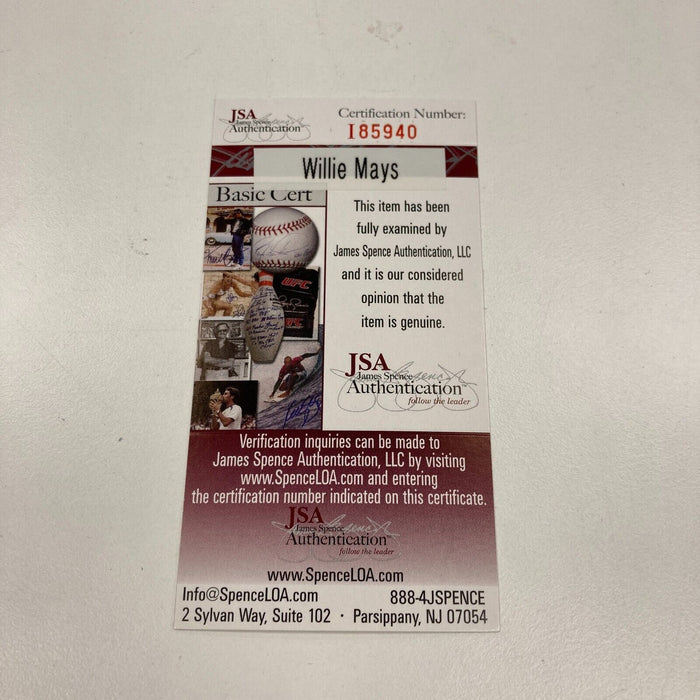 JSA
James Spence
Authentication™
Certification Number:
I85940
Willie Mays
Basic Cert
This item has been
fully examined by
James Spence Authentication, LLC
and it is our considered
opinion that the
item is genuine.
UFC
JSA
James Spence
Authentication™
follow the leader
Verification inquiries can be made to
James Spence Authentication, LLC by visiting
www.SpenceLOA.com and entering
the certification number indicated on this certificate.
JSA
James Spence
Authentication™
follow the leader
www.SpenceLOA.com
Info@SpenceLOA.com 888-4JSPENCE
2 Sylvan Way, Suite 102 · Parsippany, NJ 07054